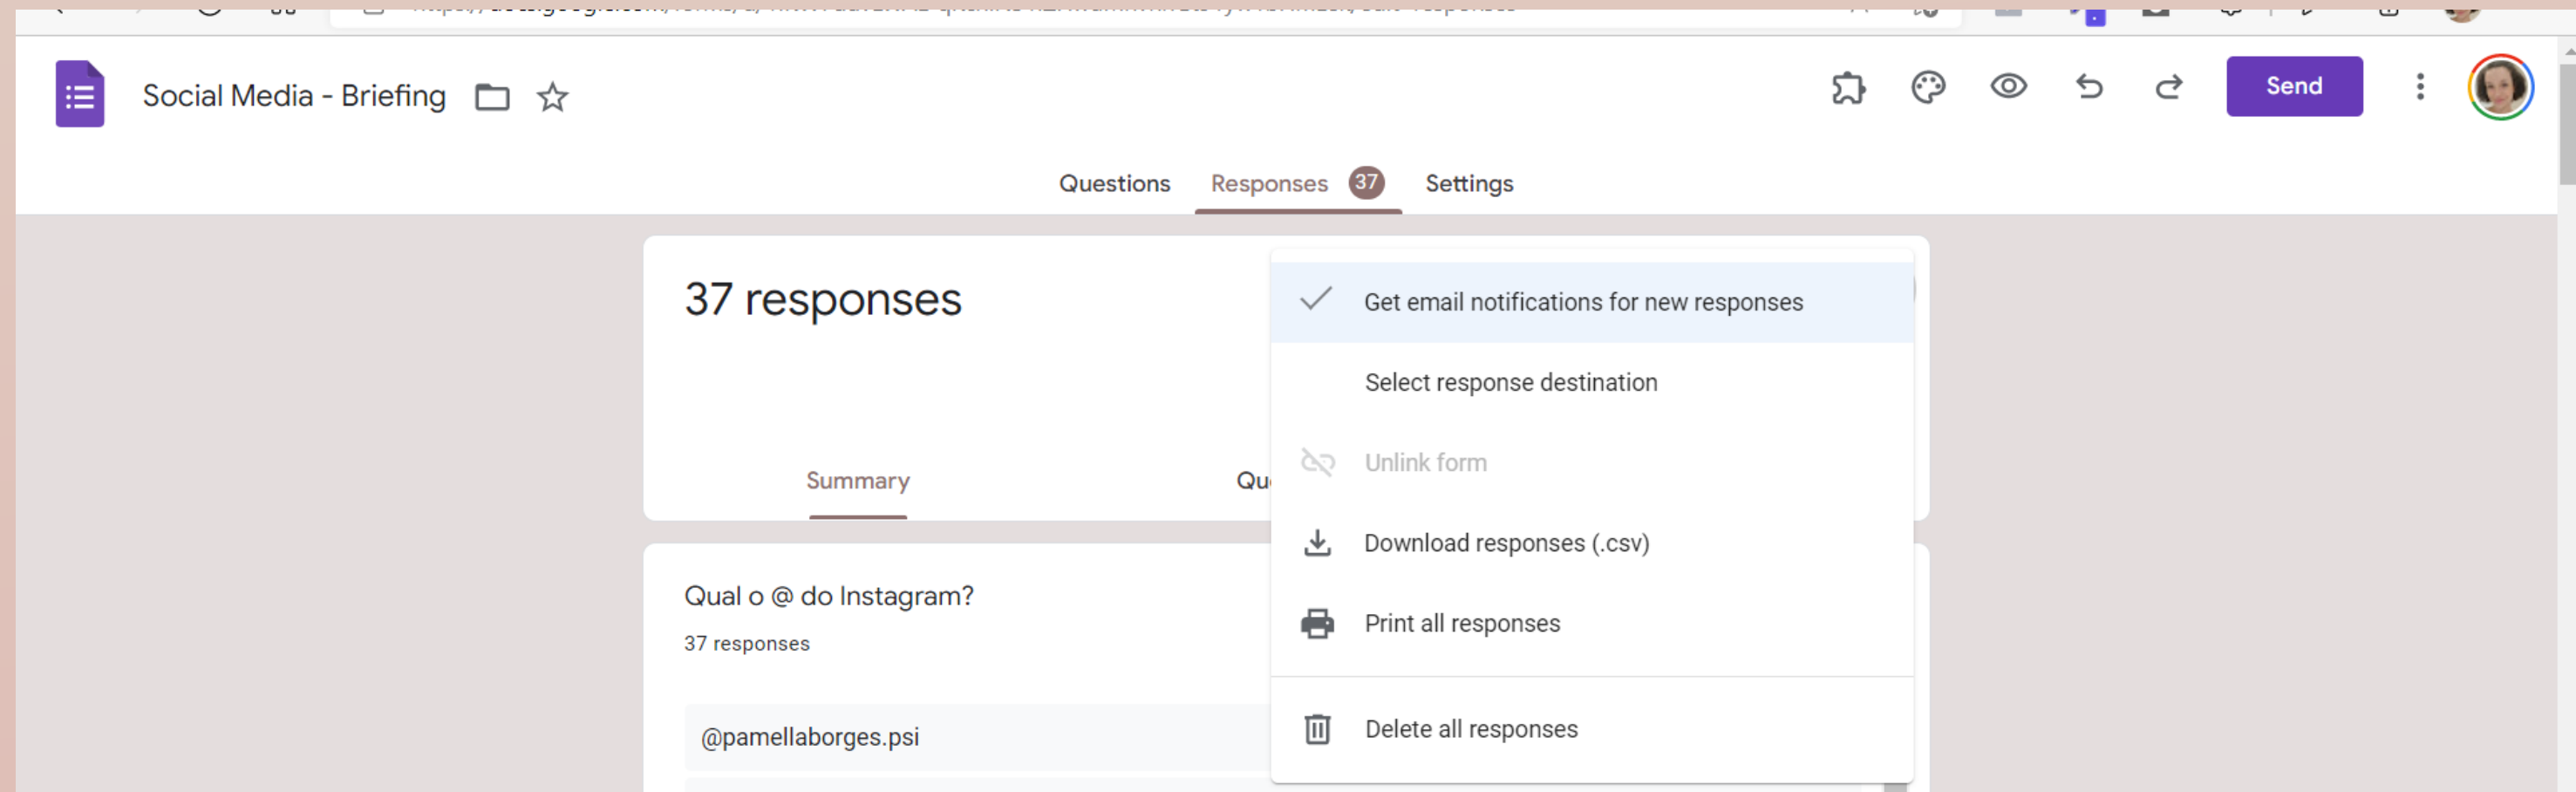 Social Media - Briefing
Send
Questions Responses 37 Settings
37 responses
Summary
Get email notifications for new responses
Select response destination
Unlink form
Download responses (.csv)
Print all responses
Delete all responses
Qual o @ do Instagram?
37 responses
@pamellaborges.psi